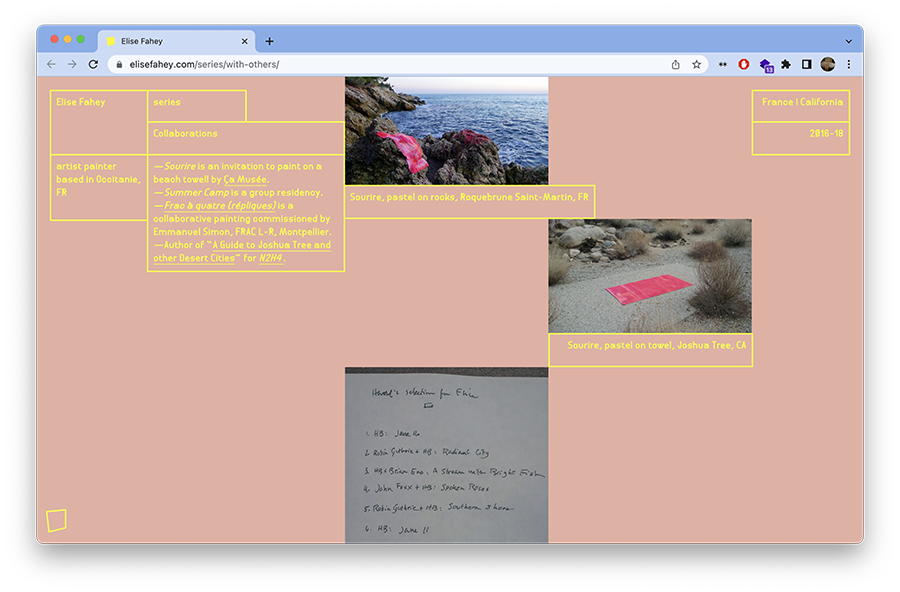 Elise Fahey
elisefahey.com/series/with-others/
13
Elise Fahey
series
Collaborations
artist painter
based in Occitanie,
FR
—Sourire is an invitation to paint on a
beach towell by Ça Musée.
—Summer Camp is a group residency.
—Frac à quatre (répliques) is a
collaborative painting commissioned by
Emmanuel Simon, FRAC L-R, Montpellier.
—Author of "A Guide to Joshua Tree and
other Desert Cities" for N2H4.
France | California
2016-18
Sourire, pastel on rocks, Roquebrune Saint-Martin, FR
Sourire, pastel on towel, Joshua Tree, CA
Harold's selection for Elise
1. HB: June 10
2. Robin Guthrie + HB: Radiant City
3. HB + Brian Eno: A Stream with Bright Fish
4. John Foxx + HB: Spoken Roses
5. Robin Guthrie + HB: Southern Shore
6. HB: June 11